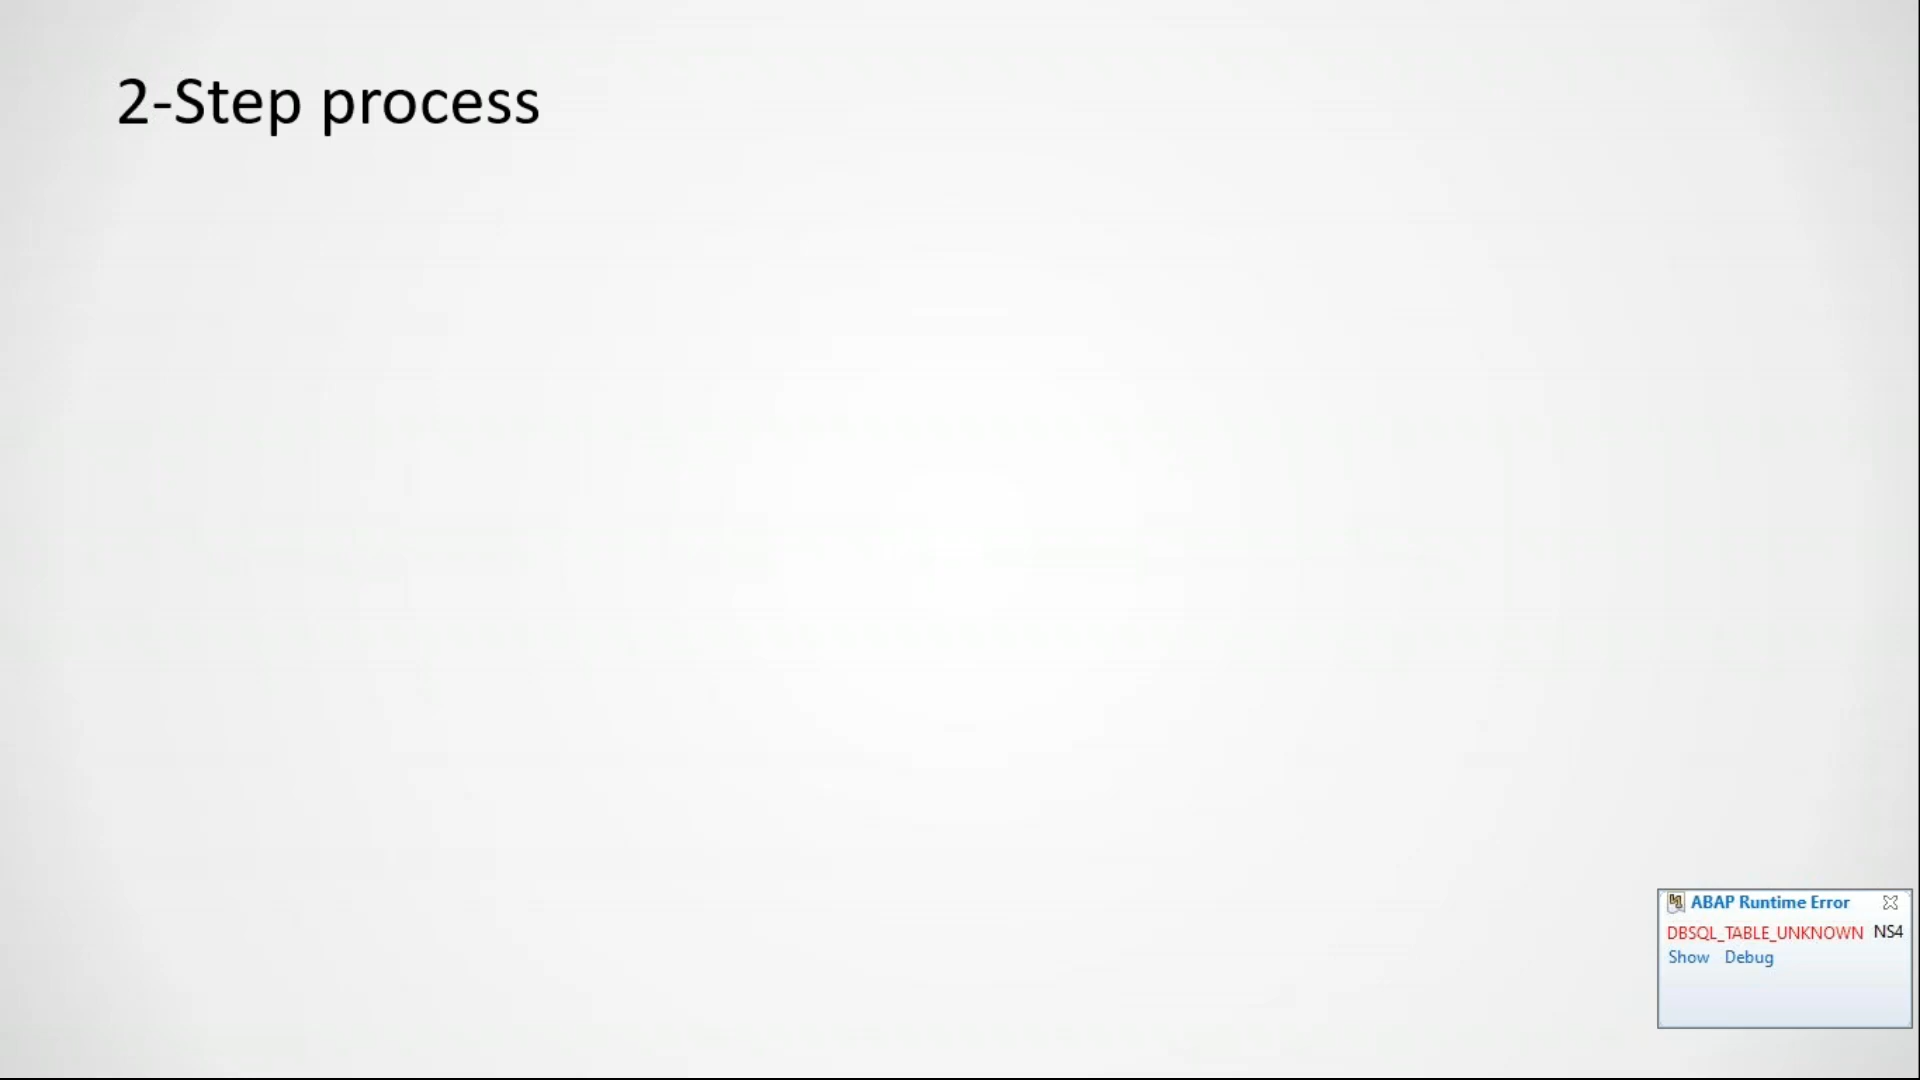 2-Step process
ABAP Runtime Error
DBSQL_TABLE_UNKNOWN NS4
Show Debug